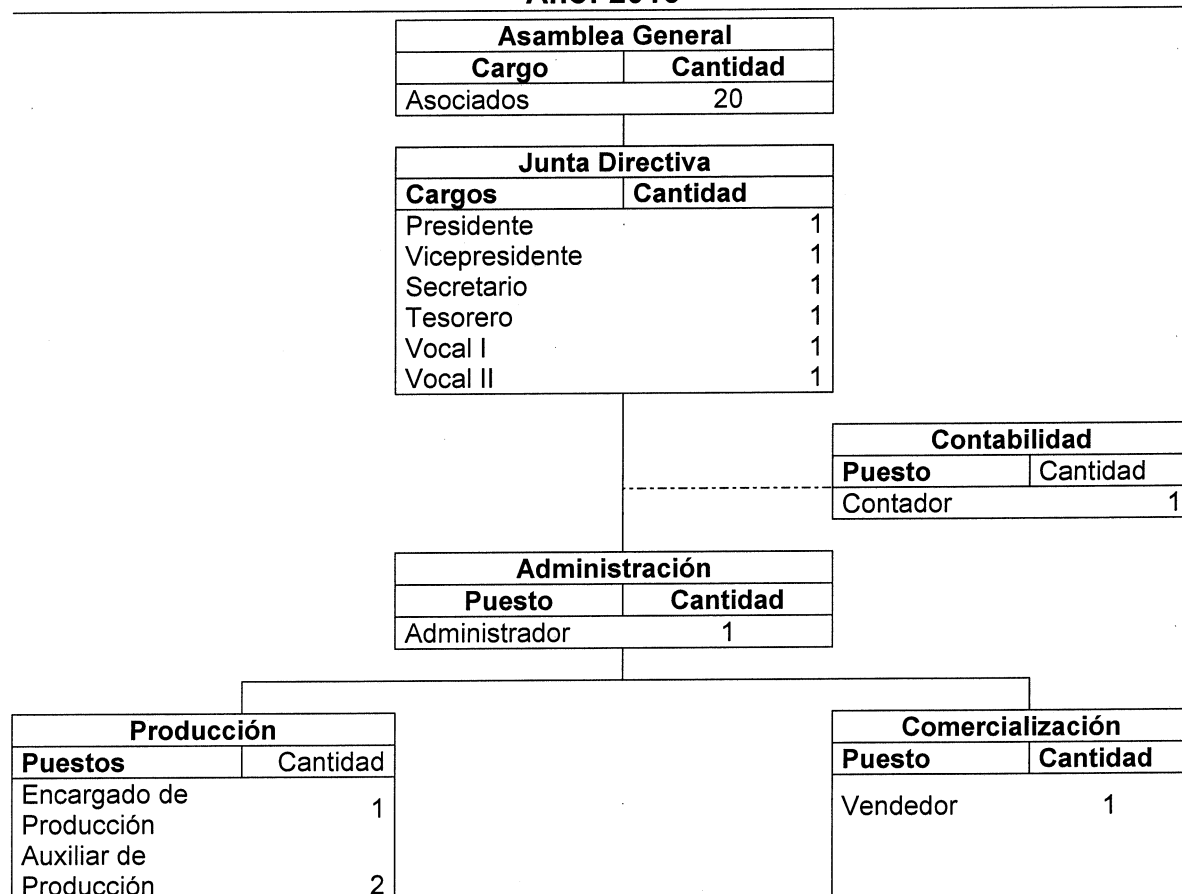 Asamblea General
Cargo Cantidad
Asociados 20
Junta Directiva
Cargos Cantidad
Presidente 1
Vicepresidente 1
Secretario 1
Tesorero 1
Vocal I 1
Vocal II 1
Contabilidad
Puesto Cantidad
Contador 1
Administración
Puesto Cantidad
Administrador 1
Producción
Puestos Cantidad
Encargado de
Producción 1
Auxiliar de
Producción 2
Comercialización
Puesto Cantidad
Vendedor 1